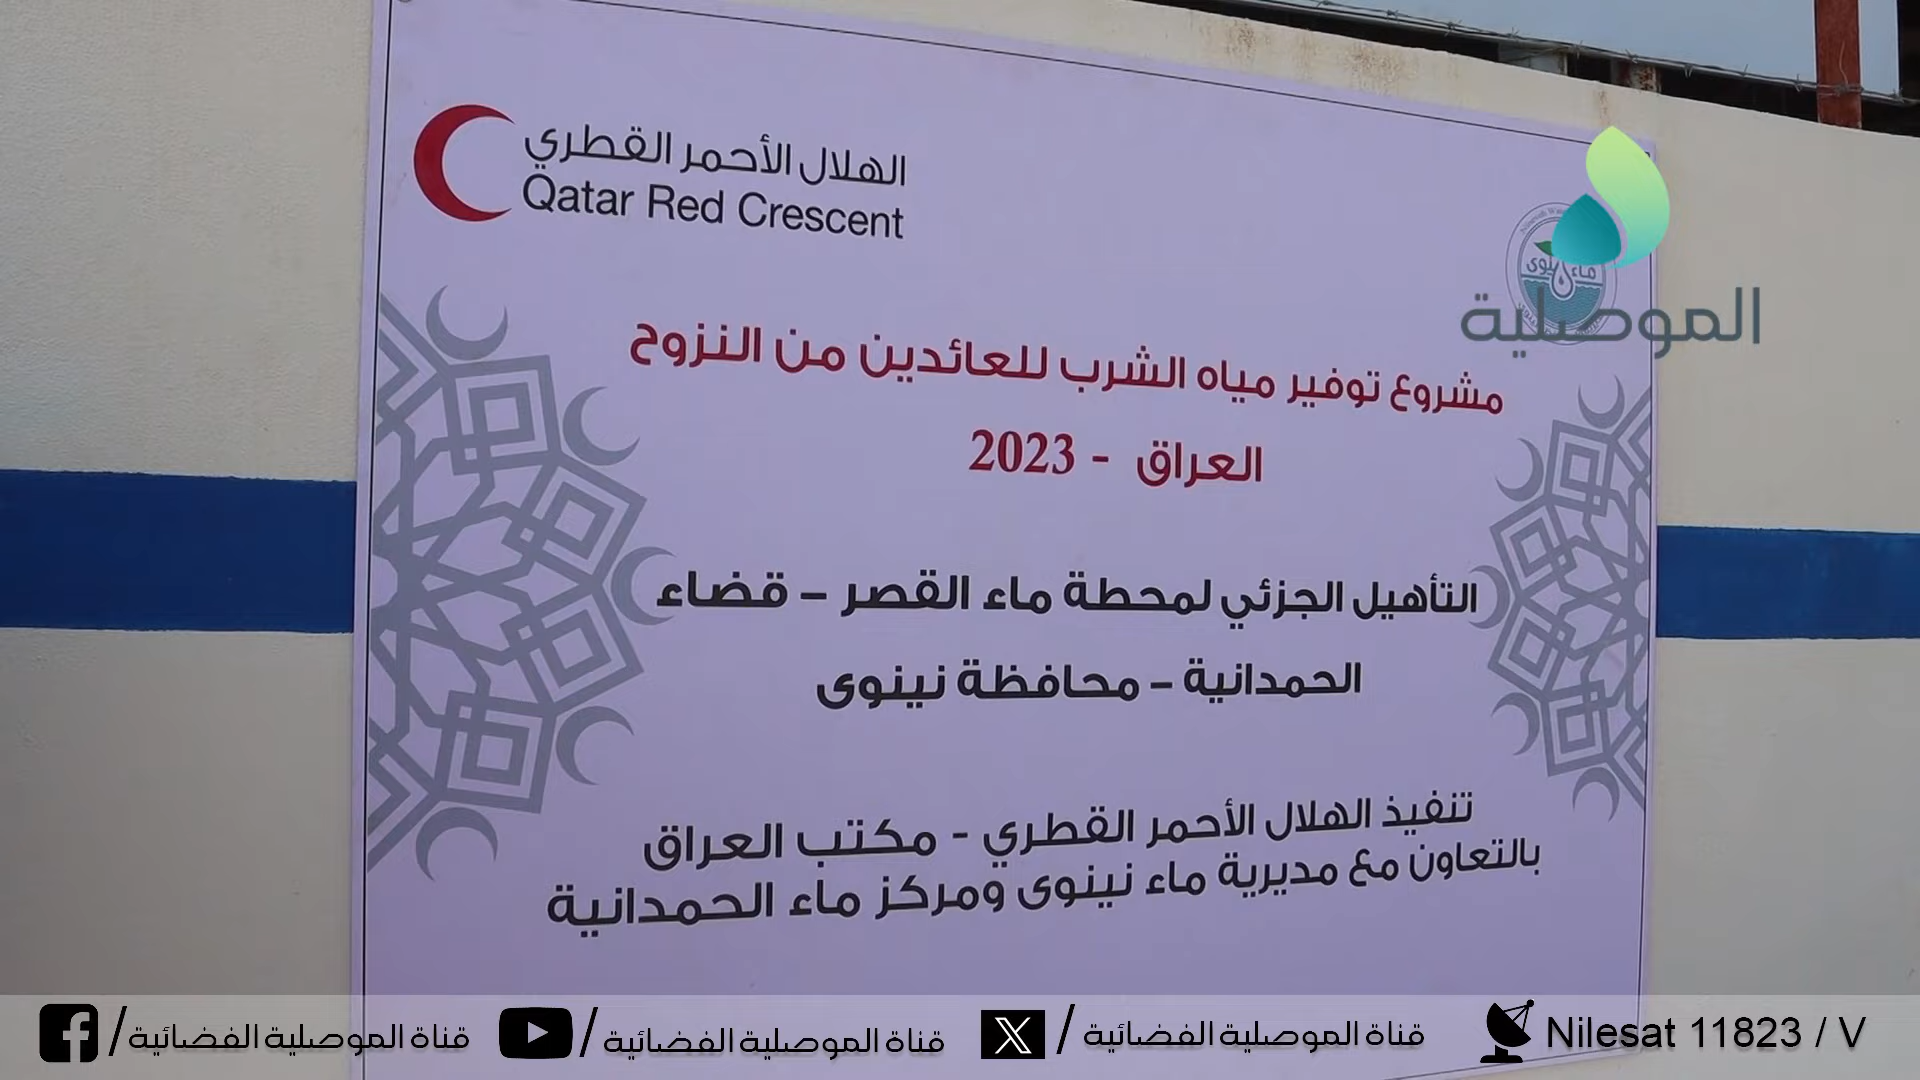 الهلال الأحمر القطري
Qatar Red Crescent
ماء نينوى
الموصلية
مشروع توفير مياه الشرب للعائدين من النزوح
العراق - 2023
التأهيل الجزئي لمحطة ماء القصر – قضاء
الحمدانية – محافظة نينوى
تنفيذ الهلال الأحمر القطري - مكتب العراق
بالتعاون مع مديرية ماء نينوى ومركز ماء الحمدانية
/قناة الموصلية الفضائية
/قناة الموصلية الفضائية
/قناة الموصلية الفضائية
Nilesat 11823 / V